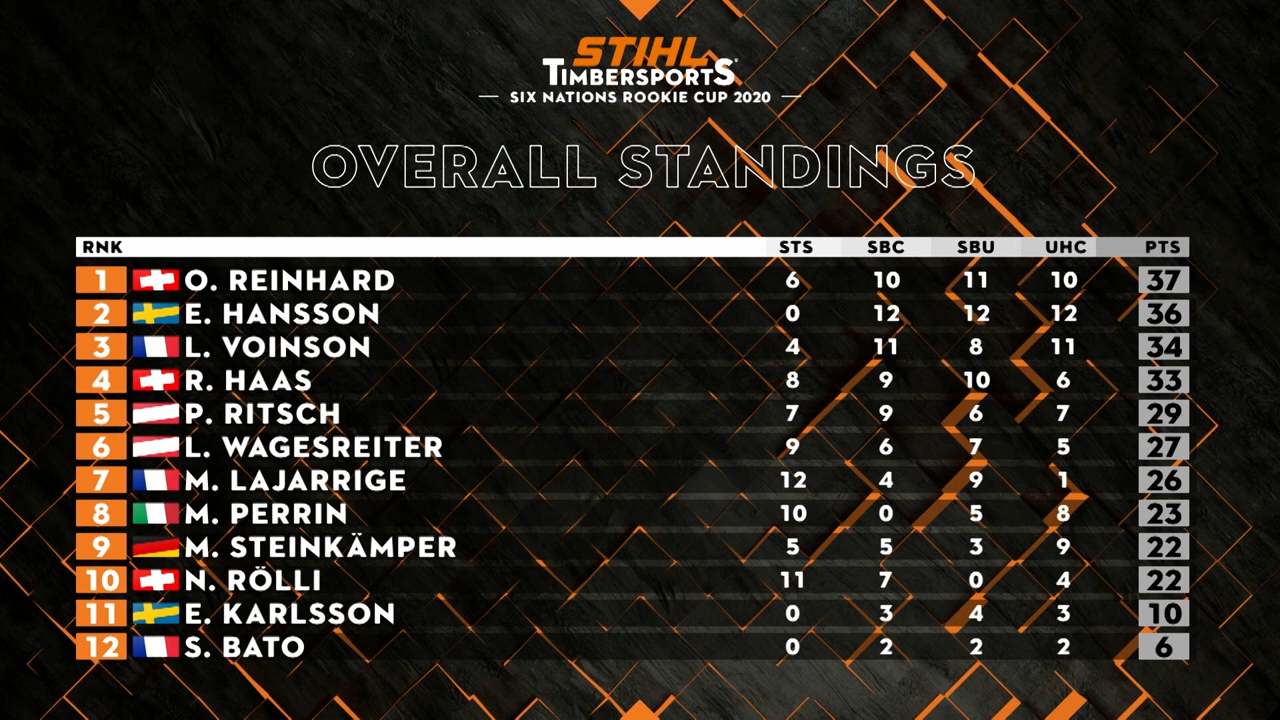 STIHL
TIMBERSPORTS®
SIX NATIONS ROOKIE CUP 2020
OVERALL STANDINGS
RNK STS SBC SBU UHC PTS
1 O. REINHARD 6 10 11 10 37
2 E. HANSSON 0 12 12 12 36
3 L. VOINSON 4 11 8 11 34
4 R. HAAS 8 9 10 6 33
5 P. RITSCH 7 9 6 7 29
6 L. WAGESREITER 9 6 7 5 27
7 M. LAJARRIGE 12 4 9 1 26
8 M. PERRIN 10 0 5 8 23
9 M. STEINKÄMPER 5 5 3 9 22
10 N. RÖLLI 11 7 0 4 22
11 E. KARLSSON 0 3 4 3 10
12 S. BATO 0 2 2 2 6